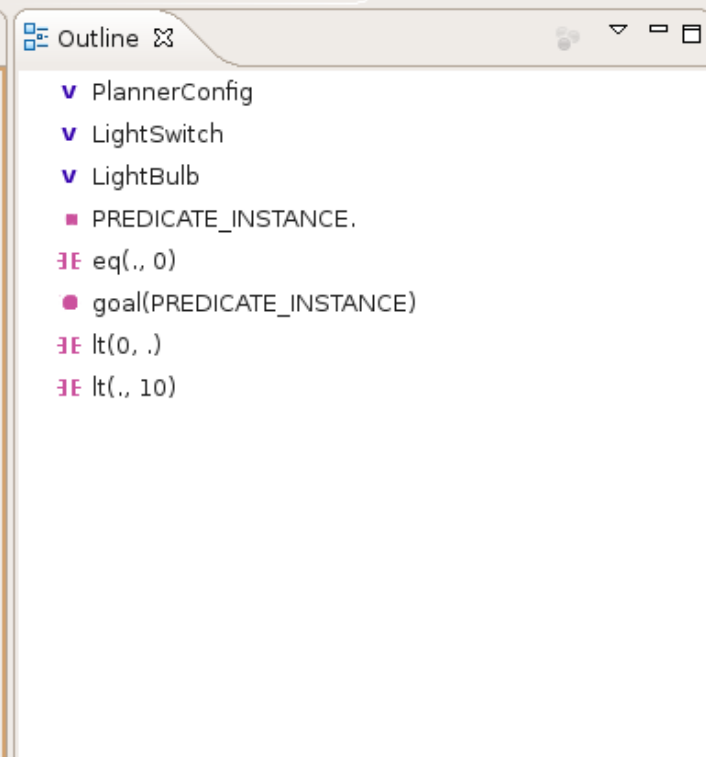 Outline
PlannerConfig
LightSwitch
LightBulb
PREDICATE_INSTANCE.
eq(., 0)
goal(PREDICATE_INSTANCE)
lt(0, .)
lt(., 10)